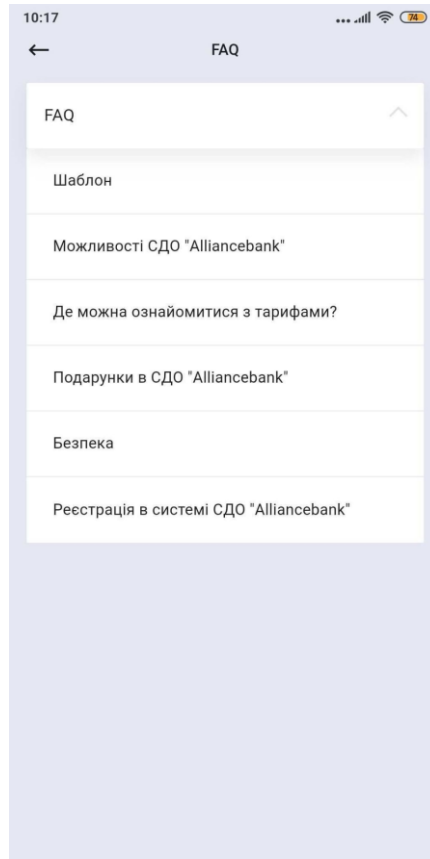 10:17
74
FAQ
FAQ
Шаблон
Можливості СДО "Alliancebank"
Де можна ознайомитися з тарифами?
Подарунки в СДО "Alliancebank"
Безпека
Реєстрація в системі СДО "Alliancebank"